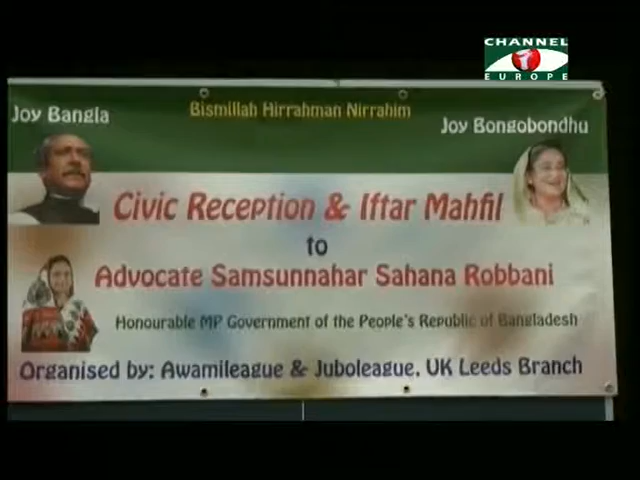 CHANNEL
i
EUROPE
Bismillah Hirrahman Nirrahim
Joy Bangla
Joy Bongobondhu
Civic Reception & Iftar Mahfil
to
Advocate Samsunnahar Sahana Robbani
Honourable MP Government of the People's Republic of Bangladesh
Organised by: Awamileague & Juboleague, UK Leeds Branch